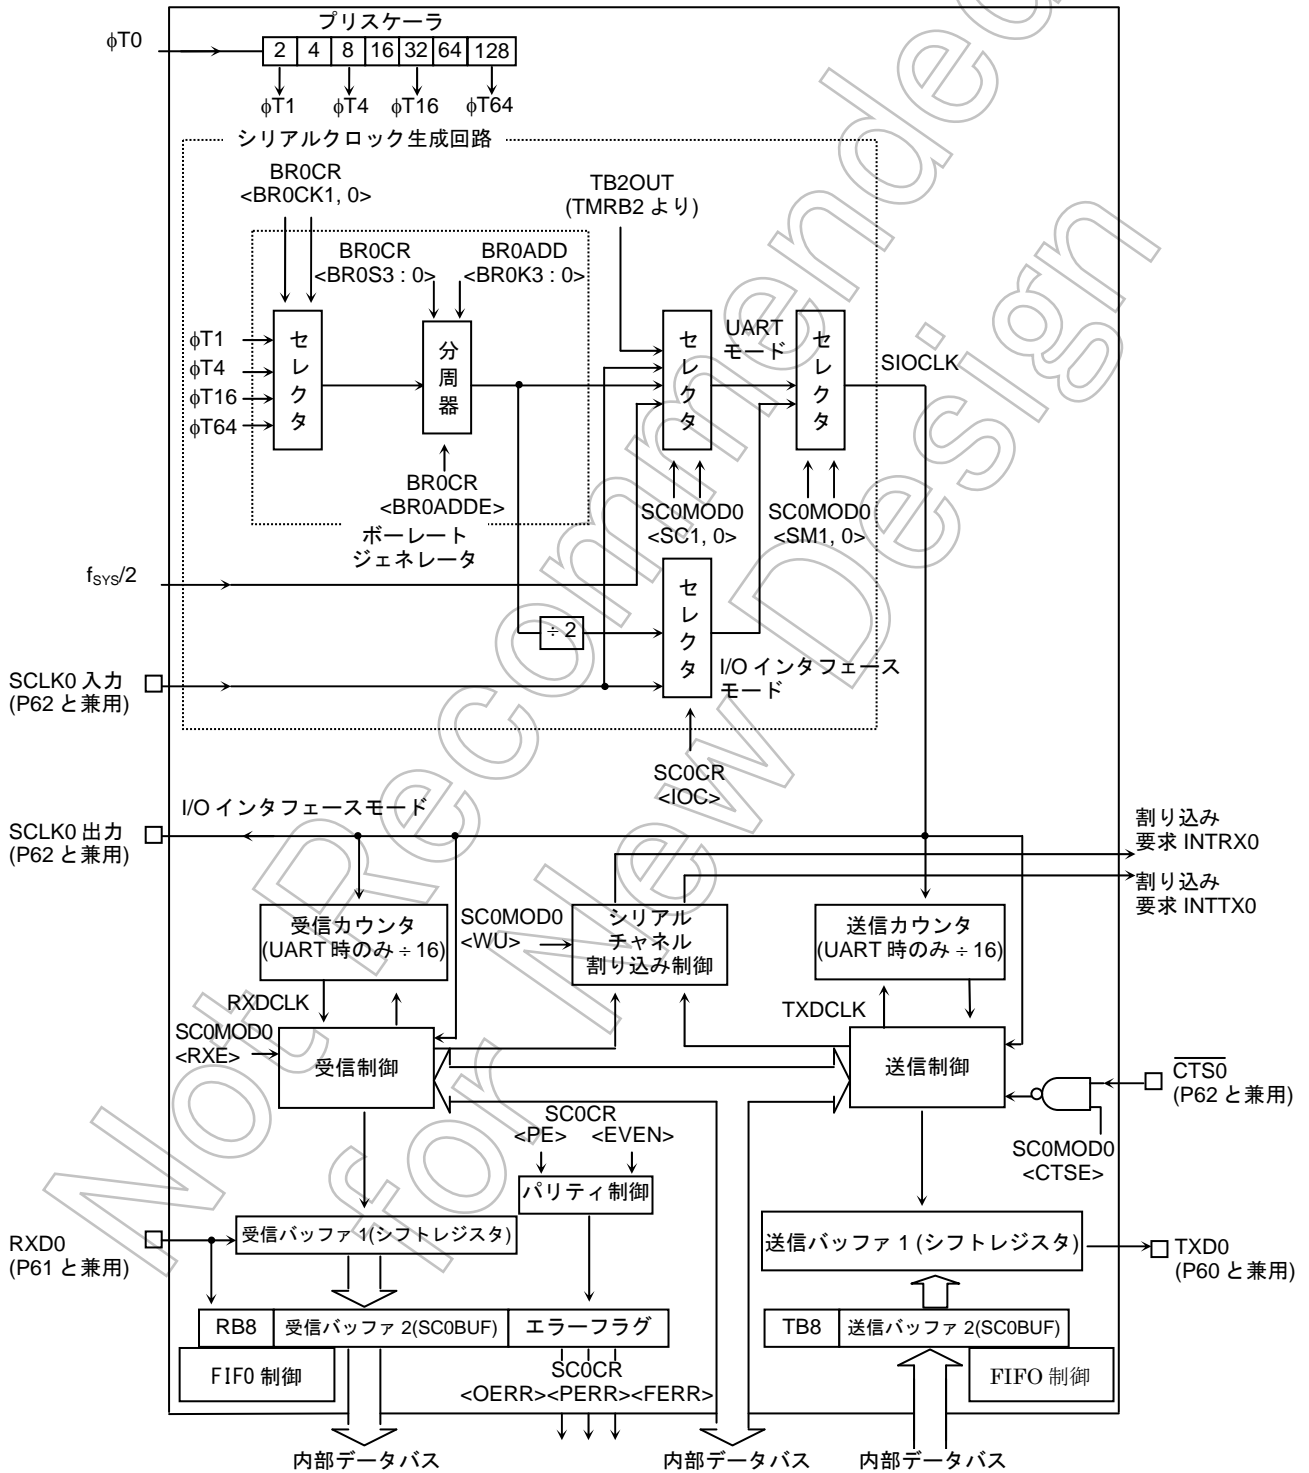 プリスケーラ
φT0
2 4 8 16 32 64 128
φT1 φT4 φT16 φT64
シリアルクロック生成回路
BR0CR
<BR0CK1, 0>
TB2OUT
(TMRB2 より)
BR0CR
<BR0S3 : 0>
BR0ADD
<BR0K3 : 0>
φT1
φT4
φT16
φT64
セレクタ
分周器
セレクタ
UART
モード
セレクタ
SIOCLK
BR0CR
<BR0ADDE>
SC0MOD0
<SC1, 0>
SC0MOD0
<SM1, 0>
ボーレート
ジェネレータ
fSYS/2
÷ 2
セレクタ
I/O インタフェース
モード
SCLK0 入力
(P62 と兼用)
SC0CR
<IOC>
I/O インタフェースモード
SCLK0 出力
(P62 と兼用)
割り込み
要求 INTRX0
割り込み
要求 INTTX0
受信カウンタ
(UART 時のみ ÷ 16)
SC0MOD0
<WU>
シリアル
チャネル
割り込み制御
送信カウンタ
(UART 時のみ ÷ 16)
RXDCLK
TXDCLK
SC0MOD0
<RXE>
受信制御
送信制御
CTS0
(P62 と兼用)
SC0MOD0
<CTSE>
SC0CR
<PE> <EVEN>
パリティ制御
RXD0
(P61 と兼用)
受信バッファ 1(シフトレジスタ)
送信バッファ 1 (シフトレジスタ)
TXD0
(P60 と兼用)
RB8 受信バッファ 2(SC0BUF) エラーフラグ
TB8 送信バッファ 2(SC0BUF)
FIFO 制御
SC0CR
<OERR><PERR><FERR>
FIFO 制御
内部データバス 内部データバス 内部データバス
Not Recommended
for New Design